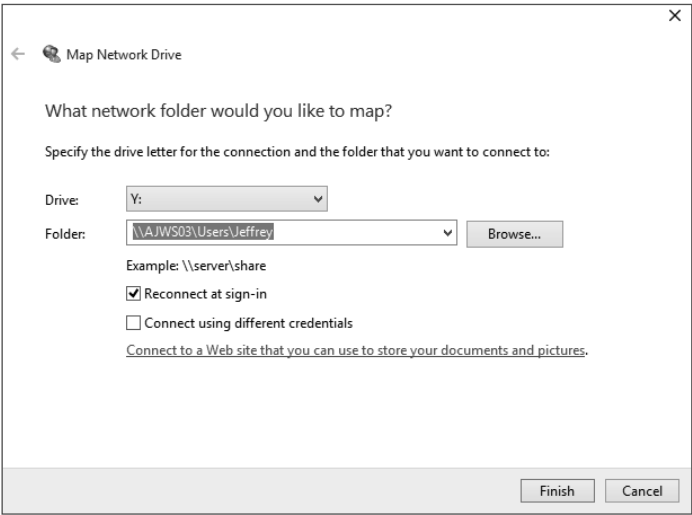 Map Network Drive
What network folder would you like to map?
Specify the drive letter for the connection and the folder that you want to connect to:
Drive: Y:
Folder: \\AJWS03\Users\Jeffrey Browse...
Example: \\server\share
Reconnect at sign-in
Connect using different credentials
Connect to a Web site that you can use to store your documents and pictures.
Finish Cancel